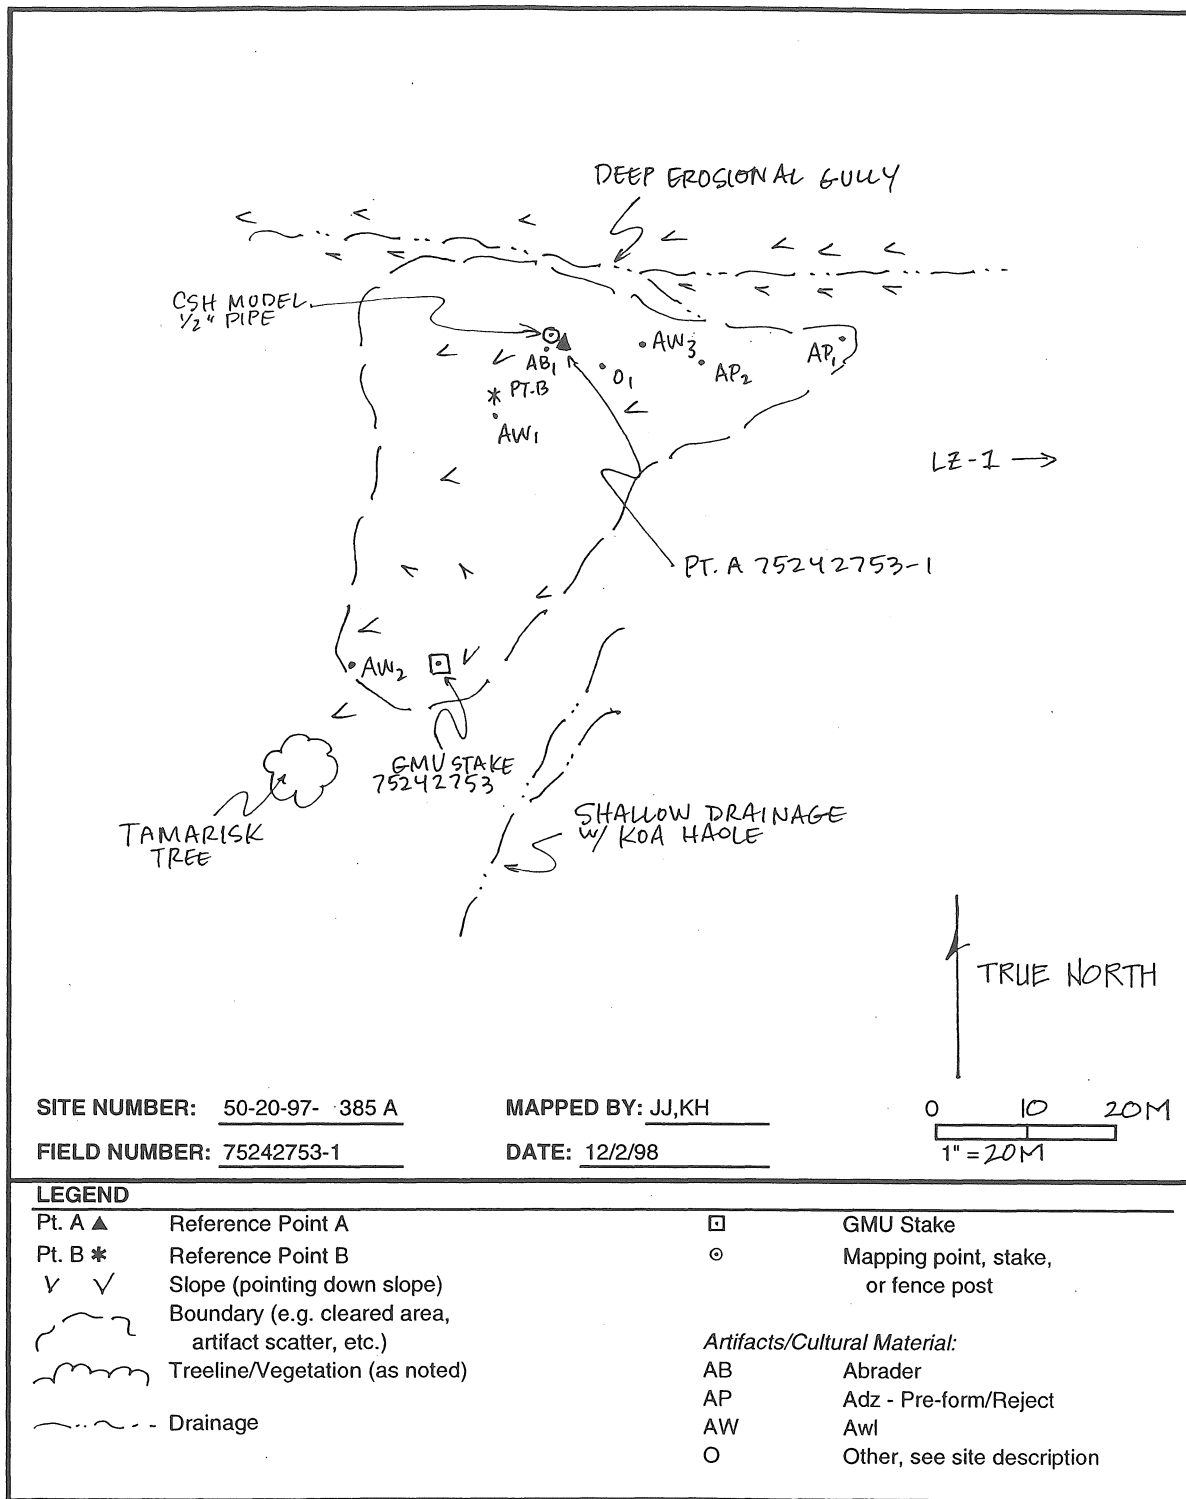 DEEP EROSIONAL GULLY
CSH MODEL
1/2" PIPE
AB1
PT.B
AW1
O1
AW3
AP2
AP1
LZ-1
PT. A 75242753-1
AW2
GMU STAKE
75242753
TAMARISK
TREE
SHALLOW DRAINAGE
W/ KOA HAOLE
TRUE NORTH
SITE NUMBER: 50-20-97- 385 A
MAPPED BY: JJ,KH
0 10 20M
FIELD NUMBER: 75242753-1
DATE: 12/2/98
1" = 20M
LEGEND
Pt. A Reference Point A
Pt. B Reference Point B
Slope (pointing down slope)
Boundary (e.g. cleared area,
artifact scatter, etc.)
Treeline/Vegetation (as noted)
Drainage
GMU Stake
Mapping point, stake,
or fence post
Artifacts/Cultural Material:
AB Abrader
AP Adz - Pre-form/Reject
AW Awl
O Other, see site description